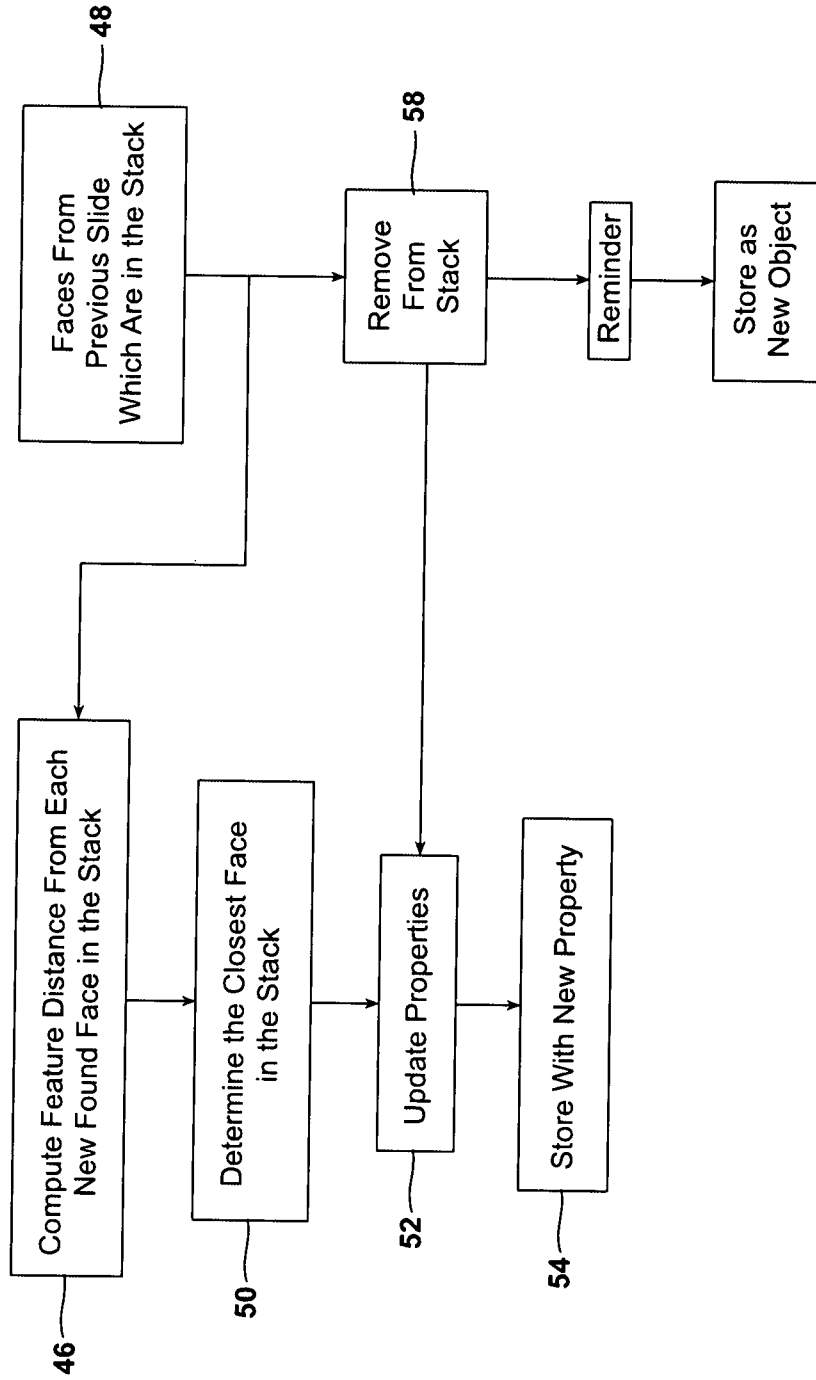 48
Faces From
Previous Slide
Which Are in the Stack
46
Compute Feature Distance From Each
New Found Face in the Stack
50
Determine the Closest Face
in the Stack
58
Remove
From
Stack
52
Update Properties
54
Store With New Property
Reminder
Store as
New Object